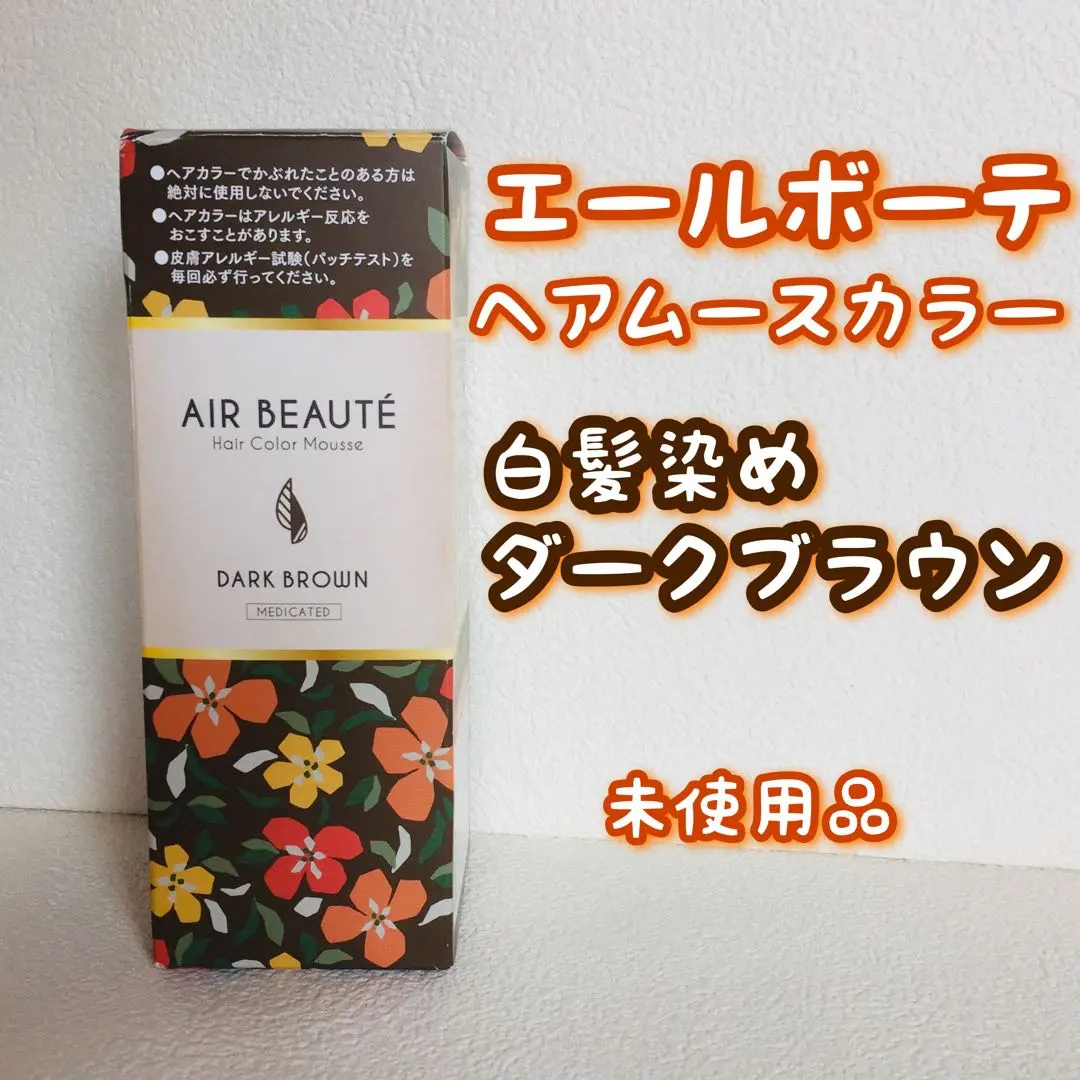 ●ヘアカラーでかぶれたことのある方は
絶対に使用しないでください。
●ヘアカラーはアレルギー反応を
おこすことがあります。
●皮膚アレルギー試験(パッチテスト)を
毎回必ず行ってください。
AIR BEAUTÉ
Hair Color Mousse
DARK BROWN
MEDICATED
エールボーテ
ヘアムースカラー
白髪染め
ダークブラウン
未使用品